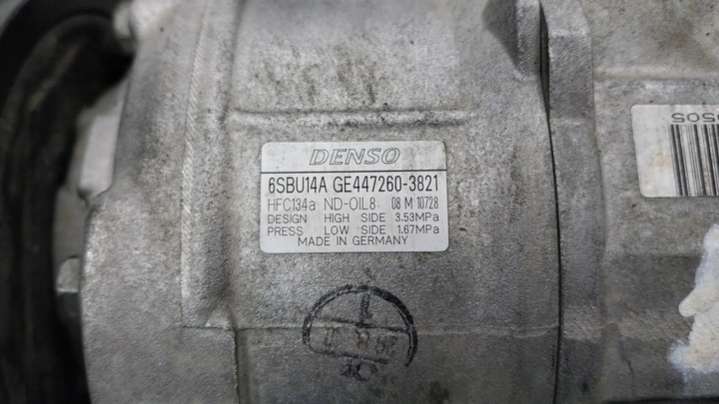 DENSO
6SBU14A GE447260-3821
HFC134a ND-OIL8 08 M 10728
DESIGN HIGH SIDE 3.53MPa
PRESS LOW SIDE 1.67MPa
MADE IN GERMANY